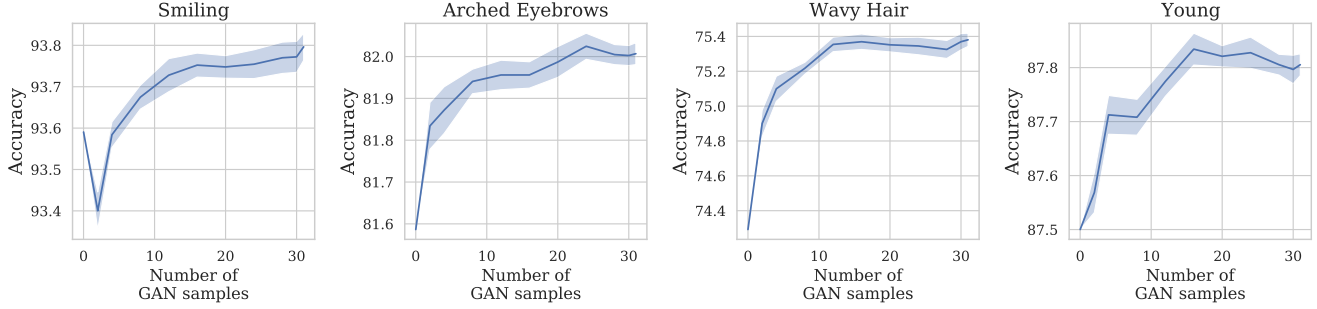 Smiling
Accuracy
93.8
93.7
93.6
93.5
93.4
0 10 20 30
Number of
GAN samples
Arched Eyebrows
Accuracy
82.0
81.9
81.8
81.7
81.6
0 10 20 30
Number of
GAN samples
Wavy Hair
Accuracy
75.4
75.2
75.0
74.8
74.6
74.4
0 10 20 30
Number of
GAN samples
Young
Accuracy
87.8
87.7
87.6
87.5
0 10 20 30
Number of
GAN samples